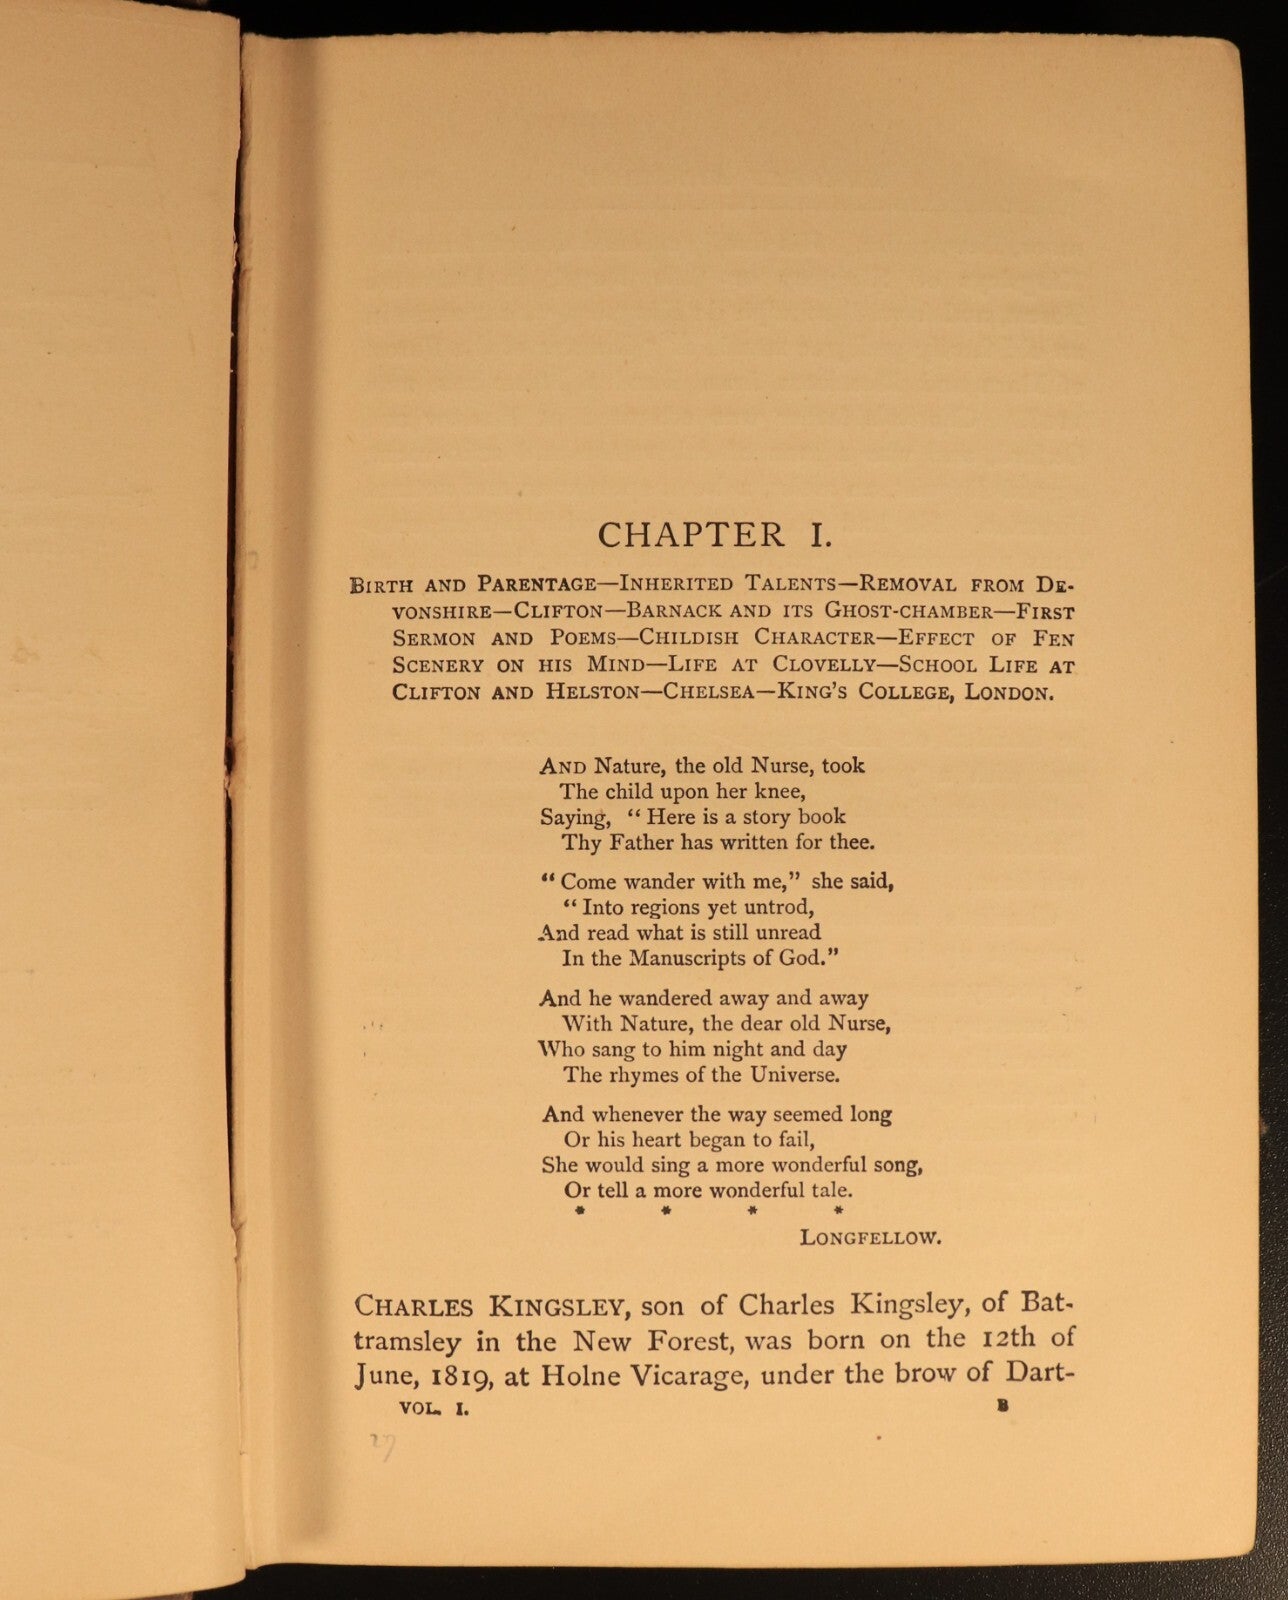 CHAPTER I.
BIRTH AND PARENTAGE—INHERITED TALENTS—REMOVAL FROM DE-
VONSHIRE—CLIFTON—BARNACK AND ITS GHOST-CHAMBER—FIRST
SERMON AND POEMS—CHILDISH CHARACTER—EFFECT OF FEN
SCENERY ON HIS MIND—LIFE AT CLOVELLY—SCHOOL LIFE AT
CLIFTON AND HELSTON—CHELSEA—KING'S COLLEGE, LONDON.
AND Nature, the old Nurse, took
The child upon her knee,
Saying, "Here is a story book
Thy Father has written for thee.
"Come wander with me," she said,
"Into regions yet untrod,
And read what is still unread
In the Manuscripts of God."
And he wandered away and away
With Nature, the dear old Nurse,
Who sang to him night and day
The rhymes of the Universe.
And whenever the way seemed long
Or his heart began to fail,
She would sing a more wonderful song,
Or tell a more wonderful tale.
* * * *
LONGFELLOW.
CHARLES KINGSLEY, son of Charles Kingsley, of Bat-
tramsley in the New Forest, was born on the 12th of
June, 1819, at Holne Vicarage, under the brow of Dart-
VOL. I. B
27